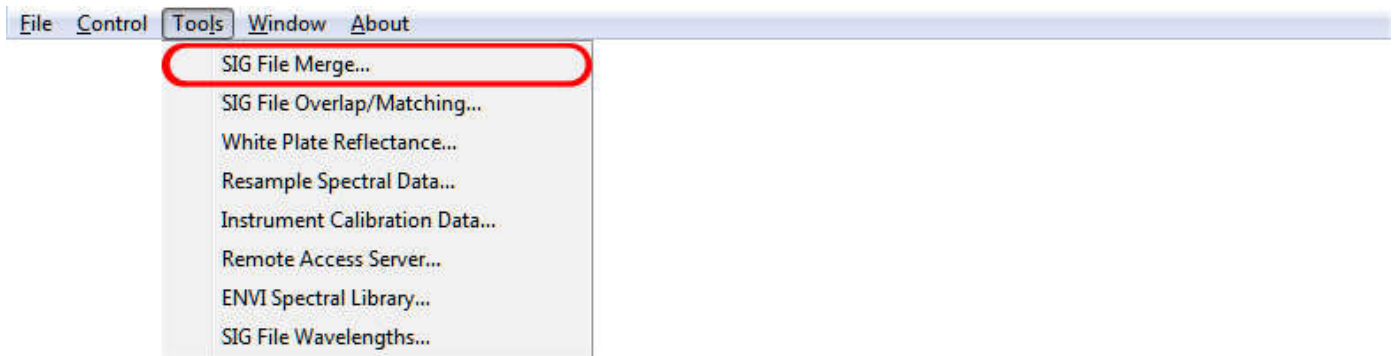 File Control Tools Window About
SIG File Merge...
SIG File Overlap/Matching...
White Plate Reflectance...
Resample Spectral Data...
Instrument Calibration Data...
Remote Access Server...
ENVI Spectral Library...
SIG File Wavelengths...